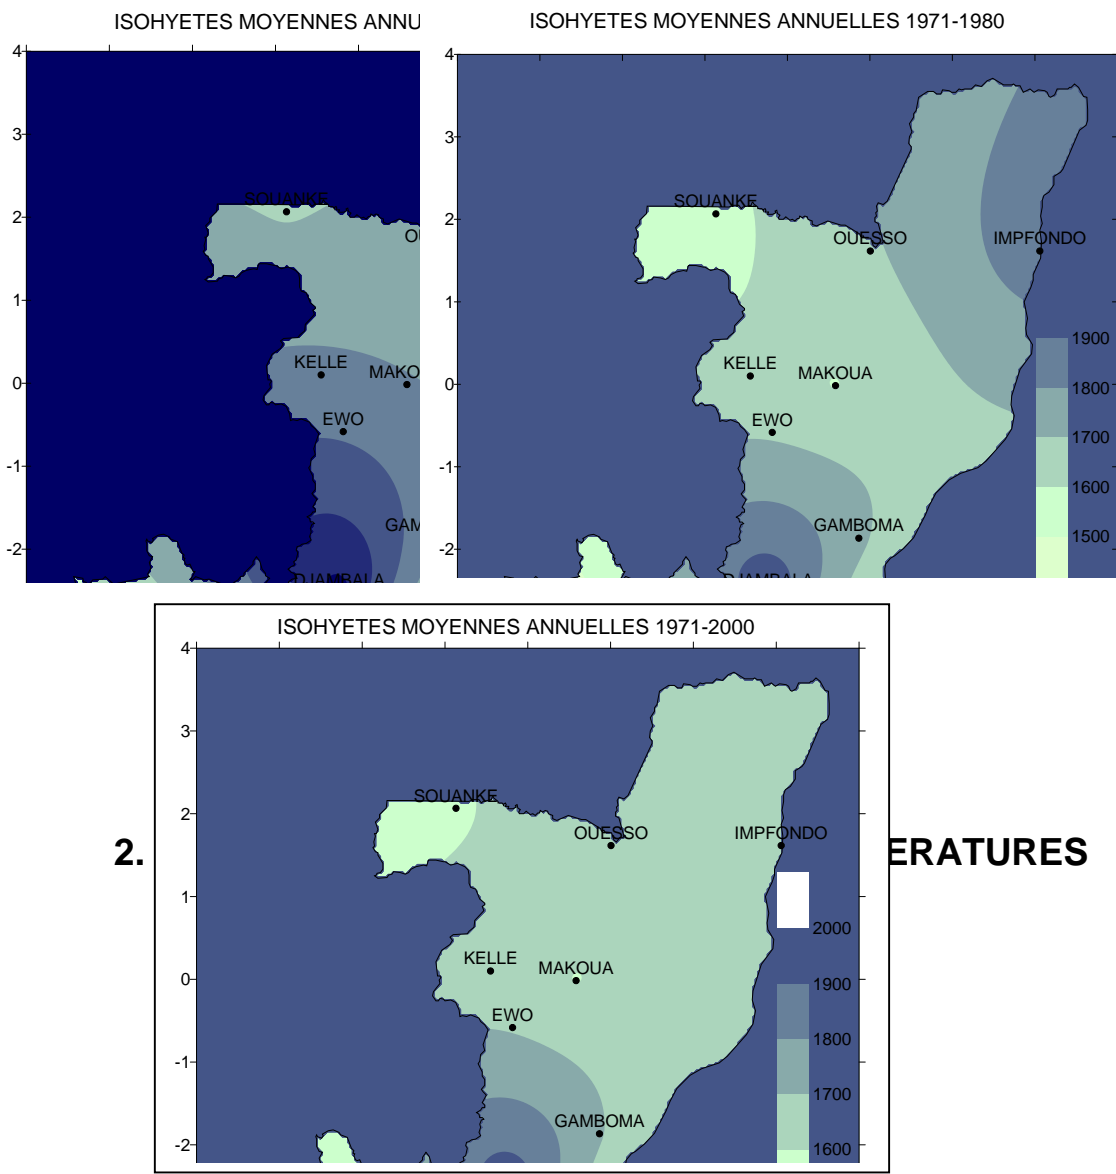 ISOHYETES MOYENNES ANNU
4
3
2
1
0
-1
-2
SOUANKE
KELLE
EWO
DJAMBALA
ISOHYETES MOYENNES ANNUELLES 1971-1980
4
3
2
1
0
-1
-2
SOUANKE
OUESSO
IMPFONDO
KELLE
MAKOUA
EWO
GAMBOMA
DJAMBALA
1900
1800
1700
1600
1500
ISOHYETES MOYENNES ANNUELLES 1971-2000
4
3
2
1
0
-1
-2
SOUANKE
OUESSO
IMPFONDO
KELLE
MAKOUA
EWO
GAMBOMA
2000
1900
1800
1700
1600
2.
ERATURES